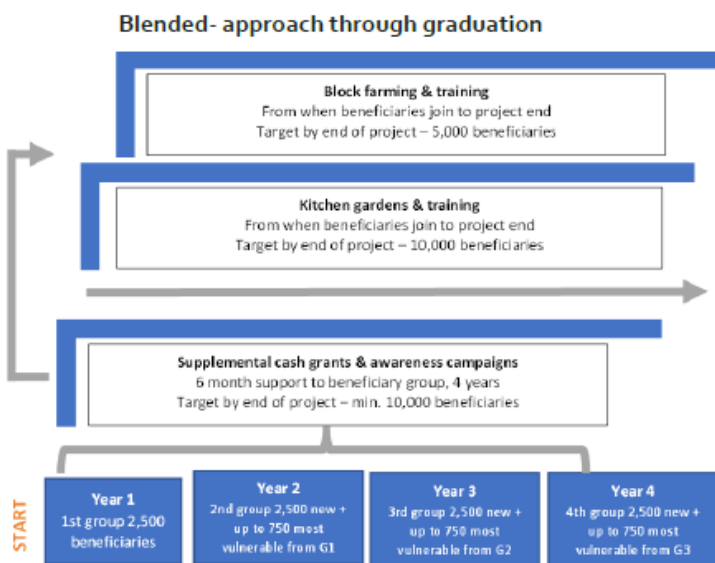 Blended- approach through graduation
Block farming & training
From when beneficiaries join to project end
Target by end of project – 5,000 beneficiaries
Kitchen gardens & training
From when beneficiaries join to project end
Target by end of project – 10,000 beneficiaries
Supplemental cash grants & awareness campaigns
6 month support to beneficiary group, 4 years
Target by end of project – min. 10,000 beneficiaries
START
Year 1
1st group 2,500
beneficiaries
Year 2
2nd group 2,500 new +
up to 750 most
vulnerable from G1
Year 3
3rd group 2,500 new +
up to 750 most
vulnerable from G2
Year 4
4th group 2,500 new +
up to 750 most
vulnerable from G3